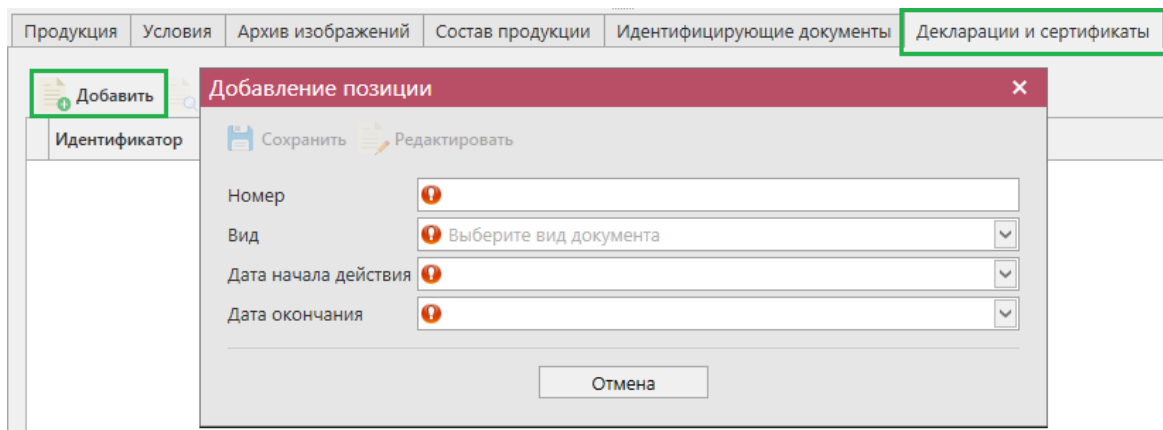 Продукция Условия Архив изображений Состав продукции Идентифицирующие документы Декларации и сертификаты
Добавить
Добавление позиции
Идентификатор
Сохранить Редактировать
Номер
Вид Выберите вид документа
Дата начала действия
Дата окончания
Отмена